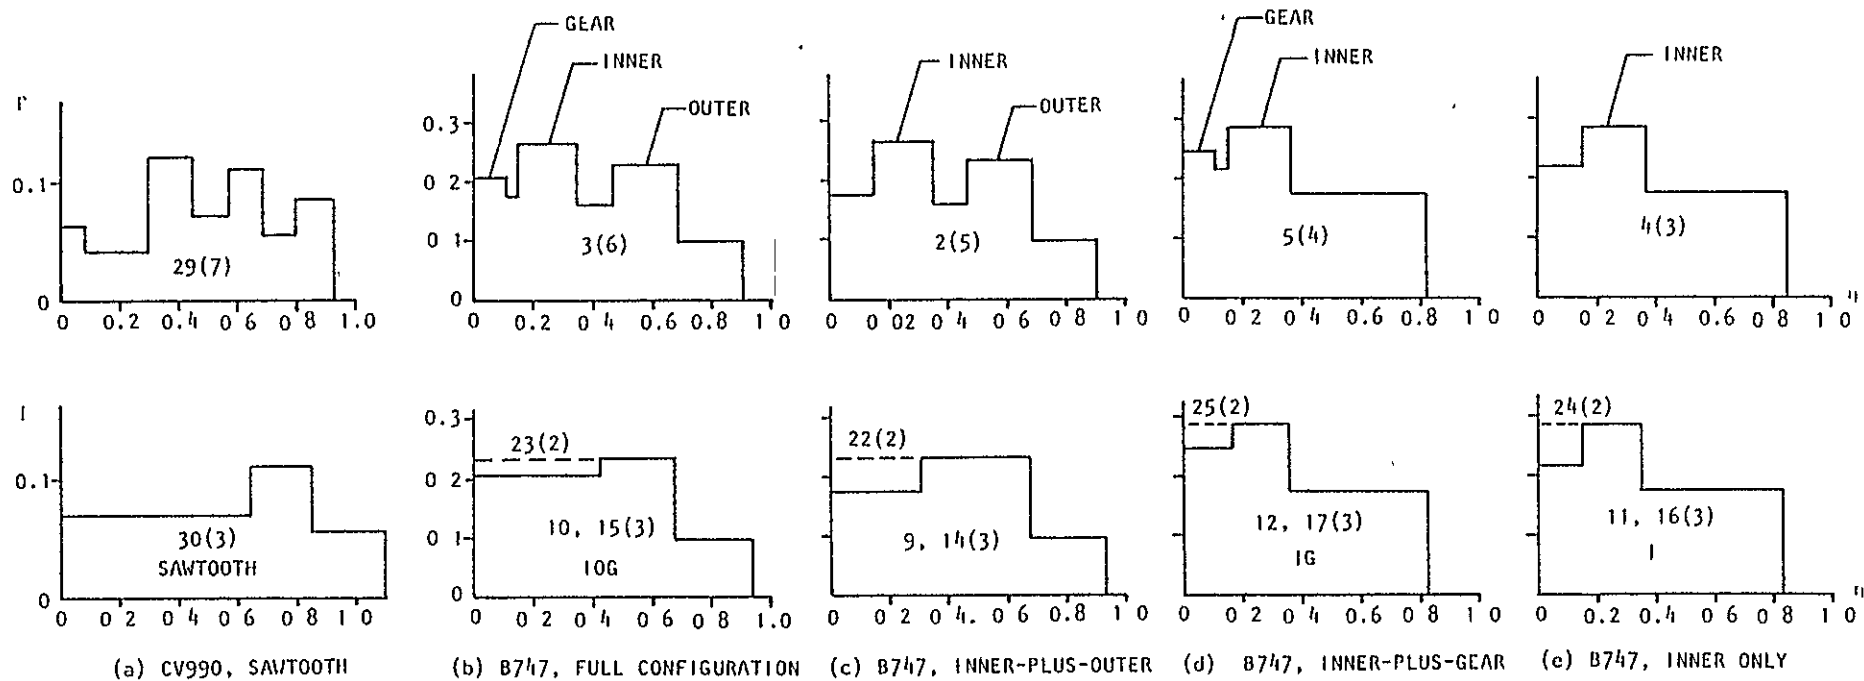 GEAR
INNER
OUTER
Γ
0.3
0 2
0 1
0
0.1
0
29(7)
3(6)
0 0.2 0 4 0 6 0 8 1.0
0 0 2 0 4 0.6 0 8 1 0
INNER
OUTER
2(5)
0 0 02 0 4 0.6 0 8 1 0
GEAR
INNER
5(4)
0 0 2 0 4 0.6 0.8 1 0
INNER
4(3)
η
0 0 2 0 4 0.6 0 8 1 0
0.1
0
30(3)
SAWTOOTH
0 0 2 0 4 0.6 0 8 1 0
0.3
0 2
0 1
0
23(2)
10, 15(3)
IOG
0 0 2 0 4 0 6 0 8 1.0
22(2)
9, 14(3)
0 0 2 0 4. 0 6 0 8 1 0
25(2)
12, 17(3)
IG
0 0 2 0 4 0.6 0 8 1 0
24(2)
11, 16(3)
I
η
0 0.2 0 4 0.6 0 8 1 0
(a) CV990, SAWTOOTH
(b) B747, FULL CONFIGURATION
(c) B747, INNER-PLUS-OUTER
(d) B747, INNER-PLUS-GEAR
(e) B747, INNER ONLY